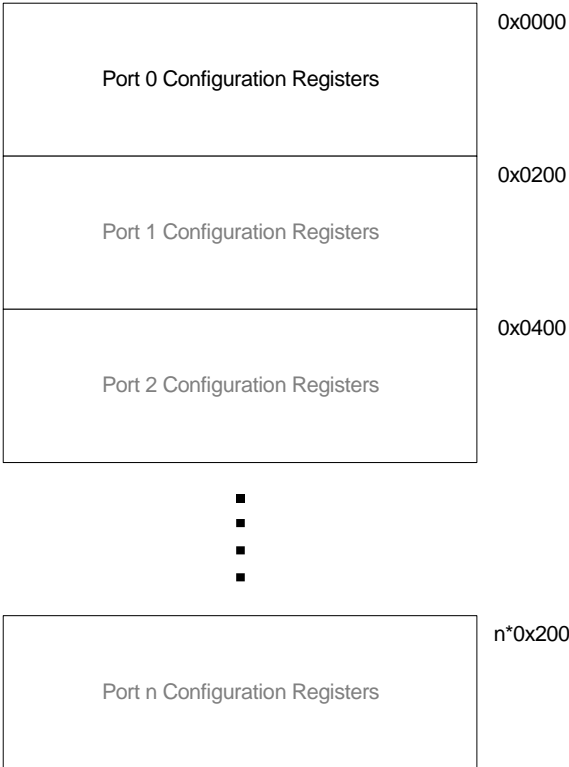 0x0000
Port 0 Configuration Registers
0x0200
Port 1 Configuration Registers
0x0400
Port 2 Configuration Registers
n*0x200
Port n Configuration Registers